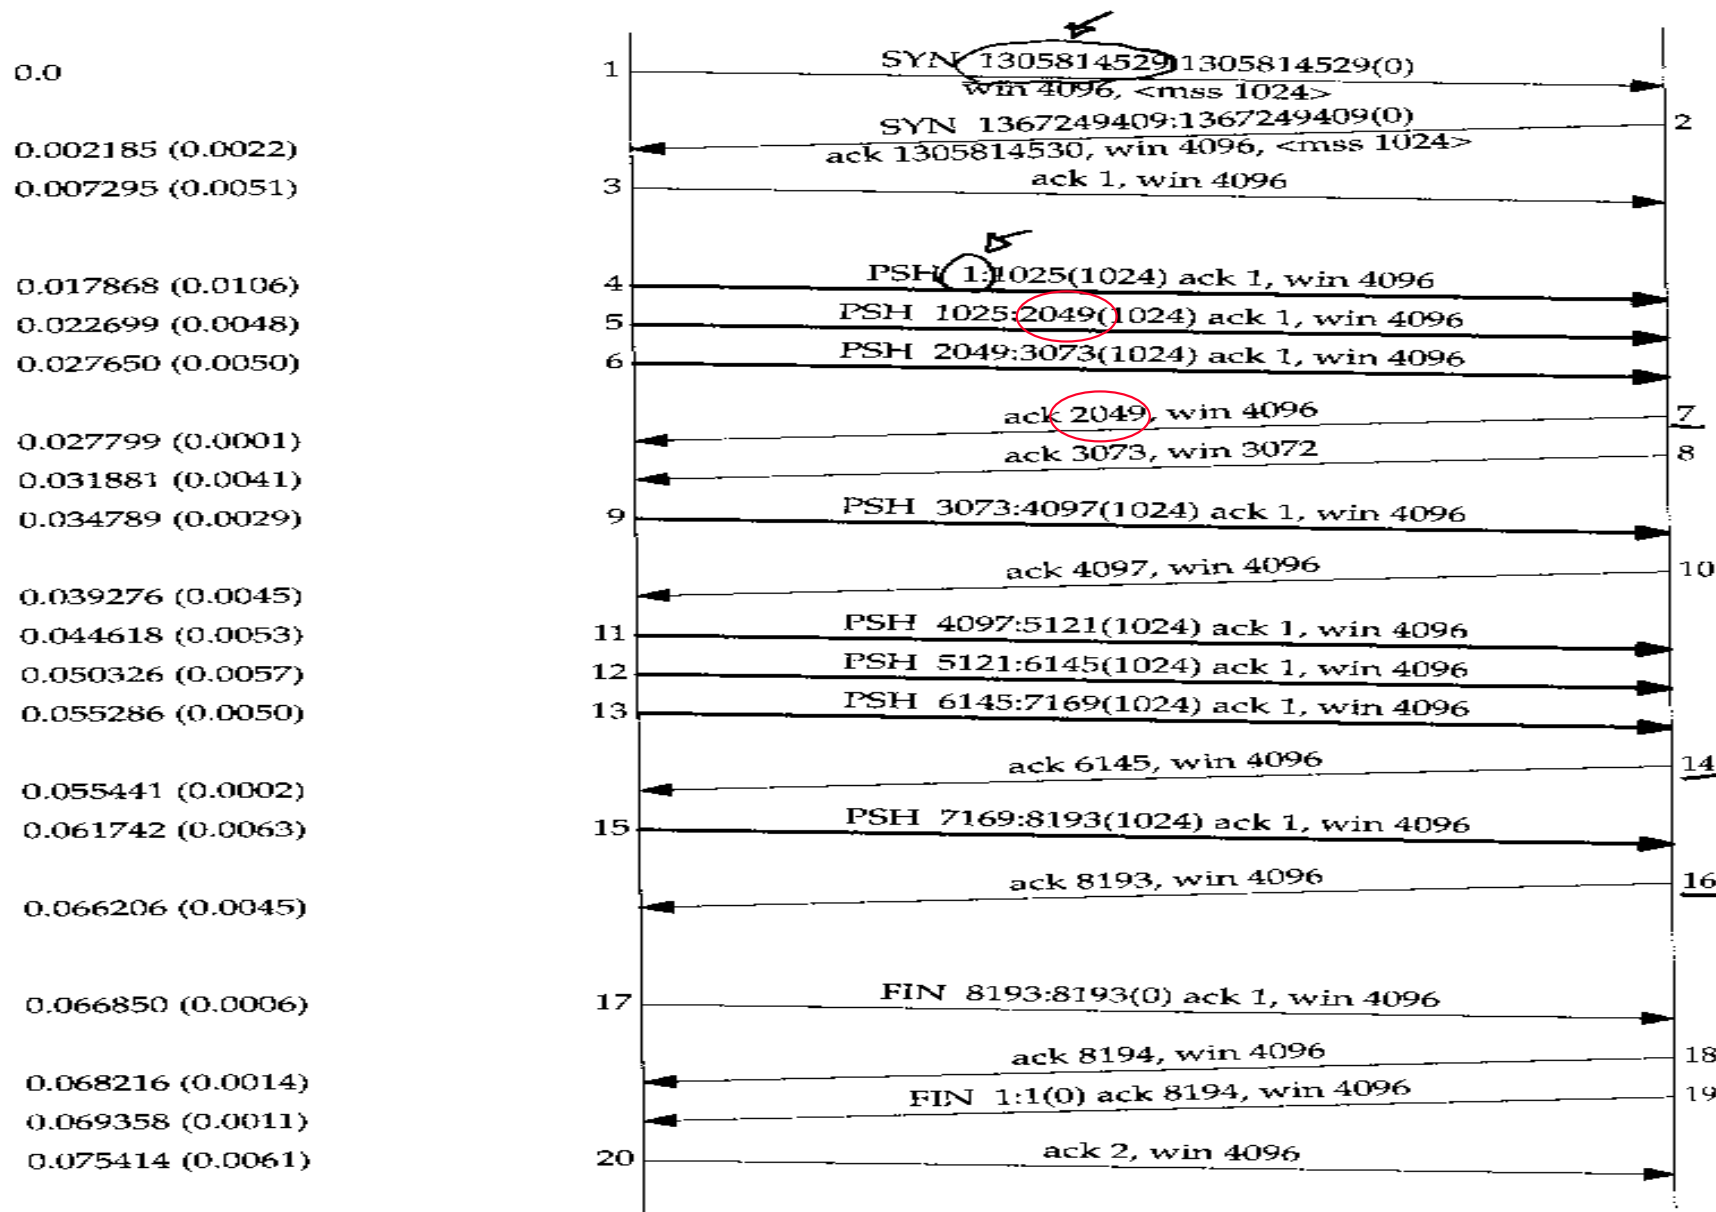 0.0 1 SYN 1305814529:1305814529(0)
win 4096, <mss 1024>
SYN 1367249409:1367249409(0) 2
0.002185 (0.0022) ack 1305814530, win 4096, <mss 1024>
0.007295 (0.0051) 3 ack 1, win 4096
0.017868 (0.0106) 4 PSH 1:1025(1024) ack 1, win 4096
0.022699 (0.0048) 5 PSH 1025:2049(1024) ack 1, win 4096
0.027650 (0.0050) 6 PSH 2049:3073(1024) ack 1, win 4096
ack 2049, win 4096 7
0.027799 (0.0001)
ack 3073, win 3072 8
0.031881 (0.0041)
0.034789 (0.0029) 9 PSH 3073:4097(1024) ack 1, win 4096
ack 4097, win 4096 10
0.039276 (0.0045)
0.044618 (0.0053) 11 PSH 4097:5121(1024) ack 1, win 4096
0.050326 (0.0057) 12 PSH 5121:6145(1024) ack 1, win 4096
0.055286 (0.0050) 13 PSH 6145:7169(1024) ack 1, win 4096
ack 6145, win 4096 14
0.055441 (0.0002)
0.061742 (0.0063) 15 PSH 7169:8193(1024) ack 1, win 4096
ack 8193, win 4096 16
0.066206 (0.0045)
0.066850 (0.0006) 17 FIN 8193:8193(0) ack 1, win 4096
ack 8194, win 4096 18
0.068216 (0.0014)
FIN 1:1(0) ack 8194, win 4096 19
0.069358 (0.0011)
0.075414 (0.0061) 20 ack 2, win 4096